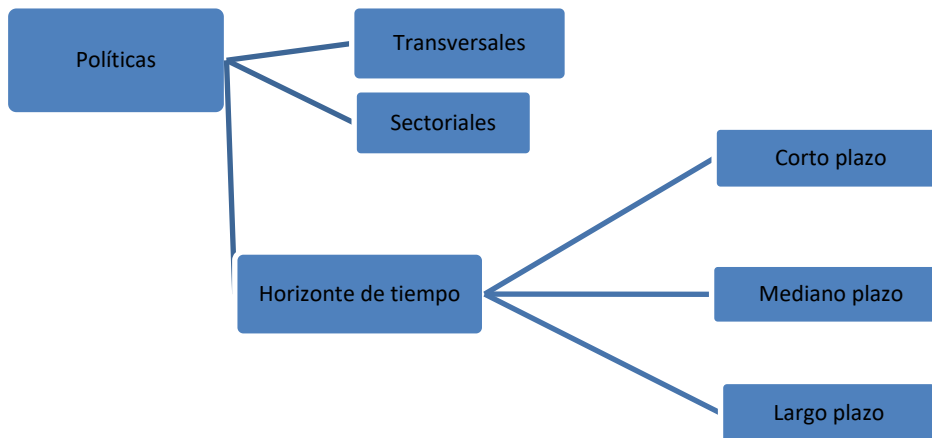 Políticas
Transversales
Sectoriales
Horizonte de tiempo
Corto plazo
Mediano plazo
Largo plazo